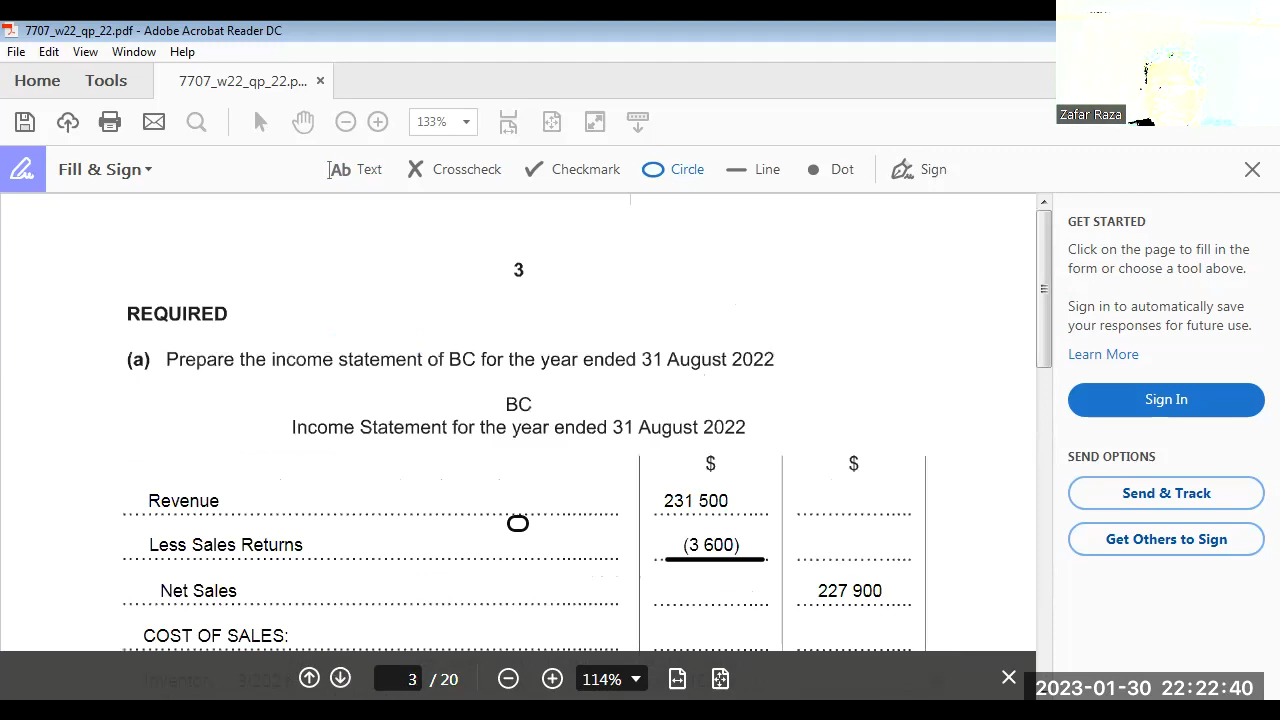 7707_w22_qp_22.pdf - Adobe Acrobat Reader DC
File Edit View Window Help
Home Tools 7707_w22_qp_22.p... ×
133%
Zafar Raza
Fill & Sign Ab Text Crosscheck Checkmark Circle Line Dot Sign
3
REQUIRED
(a) Prepare the income statement of BC for the year ended 31 August 2022
BC
Income Statement for the year ended 31 August 2022
$ $
Revenue 231 500
Less Sales Returns (3 600)
Net Sales 227 900
COST OF SALES:
GET STARTED
Click on the page to fill in the
form or choose a tool above.
Sign in to automatically save
your responses for future use.
Learn More
Sign In
SEND OPTIONS
Send & Track
Get Others to Sign
3 / 20 114%
2023-01-30 22:22:40